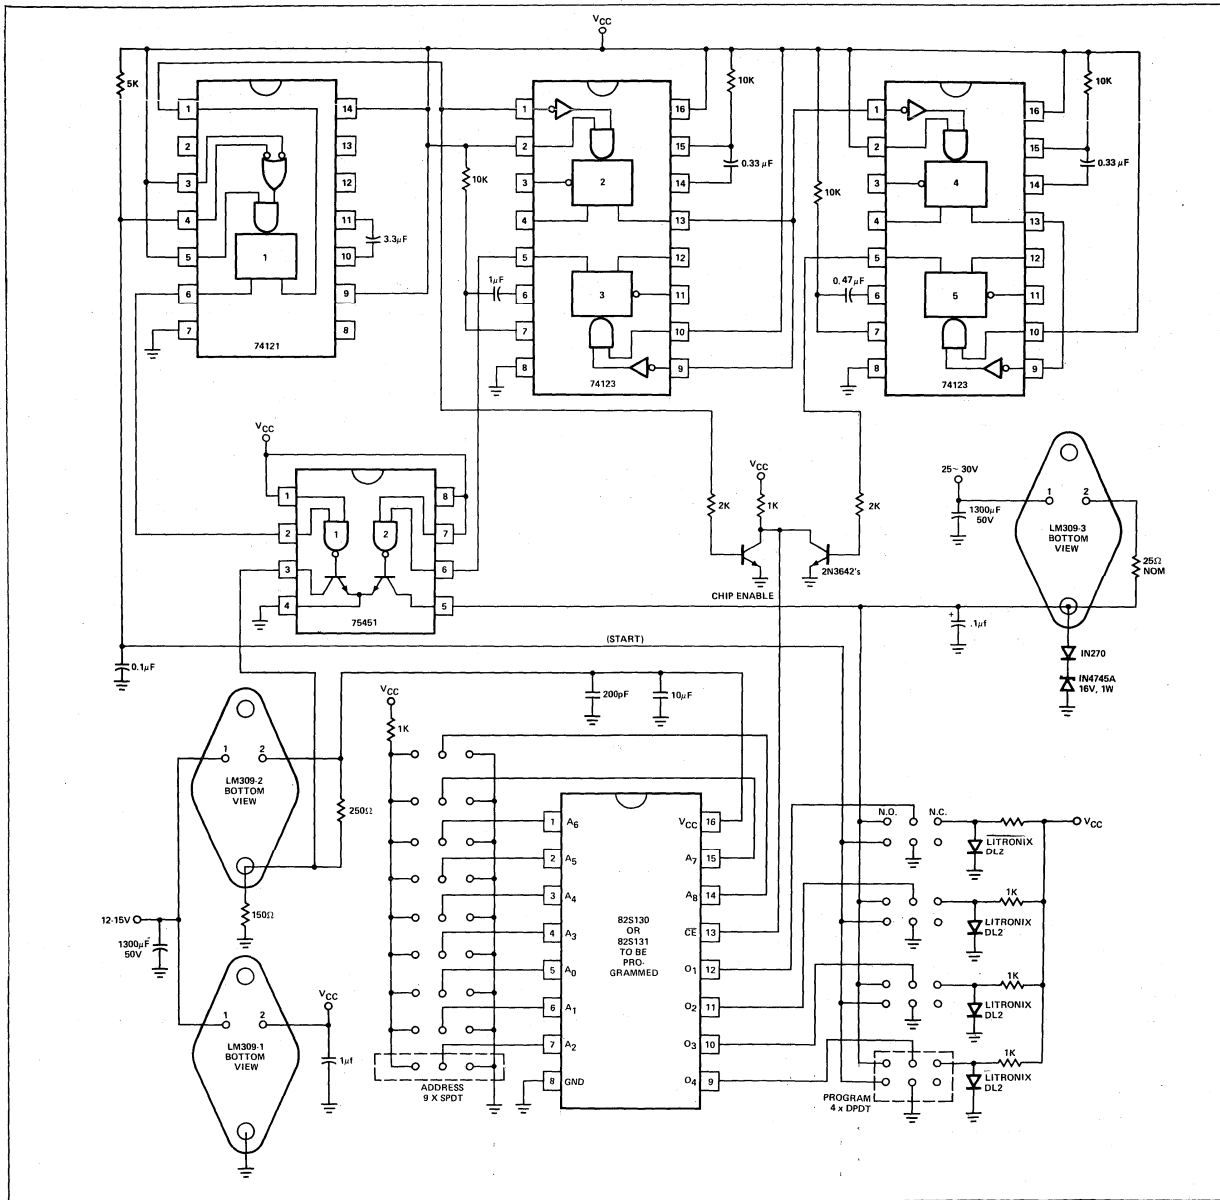 VCC
5K
1
2
3
4
5
6
7
14
13
12
11
10
9
8
1
74121
3.3µF
10K
1µF
1
2
3
4
5
6
7
8
16
15
14
13
12
11
10
9
2
3
74123
10K
0.33 µF
10K
0.47µF
1
2
3
4
5
6
7
8
16
15
14
13
12
11
10
9
4
5
74123
10K
0.33 µF
VCC
1
2
3
4
8
7
6
5
1
2
75451
2K
VCC
1K
2K
2N3642's
CHIP ENABLE
25~ 30V
1300µF
50V
1
2
LM309-3
BOTTOM
VIEW
25Ω
NOM
+
.1µf
IN270
IN4745A
16V, 1W
(START)
0.1µF
200pF
10µF
VCC
1K
1
2
LM309-2
BOTTOM
VIEW
250Ω
150Ω
12-15V
1300µF
50V
VCC
1
2
LM309-1
BOTTOM
VIEW
1µf
ADDRESS
9 X SPDT
1 A6
2 A5
3 A4
4 A3
5 A0
6 A1
7 A2
8 GND
VCC 16
A7 15
A8 14
CE 13
O1 12
O2 11
O3 10
O4 9
82S130
OR
82S131
TO BE
PRO-
GRAMMED
N.O.
N.C.
VCC
LITRONIX
DL2
1K
LITRONIX
DL2
1K
LITRONIX
DL2
1K
LITRONIX
DL2
PROGRAM
4 x DPDT